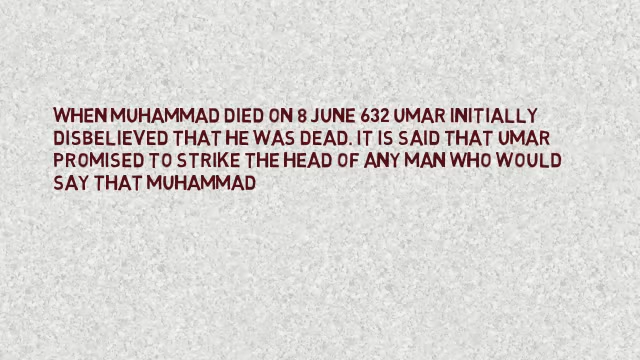 WHEN MUHAMMAD DIED ON 8 JUNE 632 UMAR INITIALLY
DISBELIEVED THAT HE WAS DEAD. IT IS SAID THAT UMAR
PROMISED TO STRIKE THE HEAD OF ANY MAN WHO WOULD
SAY THAT MUHAMMAD